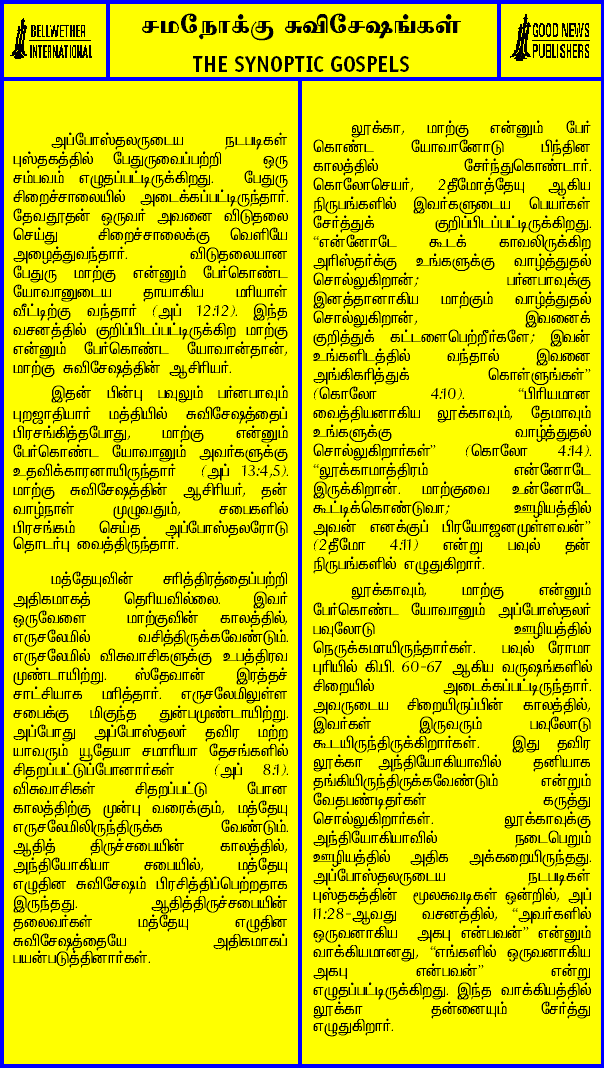 BELLWETHER
INTERNATIONAL
சமநோக்கு சுவிசேஷங்கள்
THE SYNOPTIC GOSPELS
GOOD NEWS
PUBLISHERS
அப்போஸ்தலருடைய நடபடிகள்
புஸ்தகத்தில் பேதுருவைப்பற்றி ஒரு
சம்பவம் எழுதப்பட்டிருக்கிறது. பேதுரு
சிறைச்சாலையில் அடைக்கப்பட்டிருந்தார்.
தேவதூதன் ஒருவர் அவனை விடுதலை
செய்து சிறைச்சாலைக்கு வெளியே
அழைத்துவந்தார். விடுதலையான
பேதுரு மாற்கு என்னும் பேர்கொண்ட
யோவானுடைய தாயாகிய மரியாள்
வீட்டிற்கு வந்தார் (அப் 12:12). இந்த
வசனத்தில் குறிப்பிடப்பட்டிருக்கிற மாற்கு
என்னும் பேர்கொண்ட யோவான்தான்,
மாற்கு சுவிசேஷத்தின் ஆசிரியர்.
இதன் பின்பு பவுலும் பர்னபாவும்
புறஜாதியார் மத்தியில் சுவிசேஷத்தைப்
பிரசங்கித்தபோது, மாற்கு என்னும்
பேர்கொண்ட யோவானும் அவர்களுக்கு
உதவிக்காரனாயிருந்தார் (அப் 13:4,5).
மாற்கு சுவிசேஷத்தின் ஆசிரியர், தன்
வாழ்நாள் முழுவதும், சபைகளில்
பிரசங்கம் செய்த அப்போஸ்தலரோடு
தொடர்பு வைத்திருந்தார்.
மத்தேயுவின் சரித்திரத்தைப்பற்றி
அதிகமாகத் தெரியவில்லை. இவர்
ஒருவேளை மாற்குவின் காலத்தில்,
எருசலேமில் வசித்திருக்கவேண்டும்.
எருசலேமில் விசுவாசிகளுக்கு உபத்திரவ
முண்டாயிற்று. ஸ்தேவான் இரத்தச்
சாட்சியாக மரித்தார். எருசலேமிலுள்ள
சபைக்கு மிகுந்த துன்பமுண்டாயிற்று.
அப்போது அப்போஸ்தலர் தவிர மற்ற
யாவரும் யூதேயா சமாரியா தேசங்களில்
சிதறப்பட்டுப்போனார்கள் (அப் 8:1).
விசுவாசிகள் சிதறப்பட்டு போன
காலத்திற்கு முன்பு வரைக்கும், மத்தேயு
எருசலேமிலிருந்திருக்க வேண்டும்.
ஆதித் திருச்சபையின் காலத்தில்,
அந்தியோகியா சபையில், மத்தேயு
எழுதின சுவிசேஷம் பிரசித்திப்பெற்றதாக
இருந்தது. ஆதித்திருச்சபையின்
தலைவர்கள் மத்தேயு எழுதின
சுவிசேஷத்தையே அதிகமாகப்
பயன்படுத்தினார்கள்.
லூக்கா, மாற்கு என்னும் பேர்
கொண்ட யோவானோடு பிந்தின
காலத்தில் சேர்ந்துகொண்டார்.
கொலோசெயர், 2தீமோத்தேயு ஆகிய
நிருபங்களில் இவர்களுடைய பெயர்கள்
சேர்த்துக் குறிப்பிடப்பட்டிருக்கிறது.
“என்னோடே கூடக் காவலிருக்கிற
அரிஸ்தர்க்கு உங்களுக்கு வாழ்த்துதல்
சொல்லுகிறான்; பர்னபாவுக்கு
இனத்தானாகிய மாற்கும் வாழ்த்துதல்
சொல்லுகிறான், இவனைக்
குறித்துக் கட்டளைபெற்றீர்களே; இவன்
உங்களிடத்தில் வந்தால் இவனை
அங்கிகரித்துக் கொள்ளுங்கள்”
(கொலோ 4:10). “பிரியமான
வைத்தியனாகிய லூக்காவும், தேமாவும்
உங்களுக்கு வாழ்த்துதல்
சொல்லுகிறார்கள்” (கொலோ 4:14).
“லூக்காமாத்திரம் என்னோடே
இருக்கிறான். மாற்குவை உன்னோடே
கூட்டிக்கொண்டுவா; ஊழியத்தில்
அவன் எனக்குப் பிரயோஜனமுள்ளவன்”
(2தீமோ 4:11) என்று பவுல் தன்
நிருபங்களில் எழுதுகிறார்.
லூக்காவும், மாற்கு என்னும்
பேர்கொண்ட யோவானும் அப்போஸ்தலர்
பவுலோடு ஊழியத்தில்
நெருக்கமாயிருந்தார்கள். பவுல் ரோமா
புரியில் கி.பி. 60-67 ஆகிய வருஷங்களில்
சிறையில் அடைக்கப்பட்டிருந்தார்.
அவருடைய சிறையிருப்பின் காலத்தில்,
இவர்கள் இருவரும் பவுலோடு
கூடயிருந்திருக்கிறார்கள். இது தவிர
லூக்கா அந்தியோகியாவில் தனியாக
தங்கியிருந்திருக்கவேண்டும் என்றும்
வேதபண்டிதர்கள் கருத்து
சொல்லுகிறார்கள். லூக்காவுக்கு
அந்தியோகியாவில் நடைபெறும்
ஊழியத்தில் அதிக அக்கறையிருந்தது.
அப்போஸ்தலருடைய நடபடிகள்
புஸ்தகத்தின் மூலசுவடிகள் ஒன்றில், அப்
11:28-ஆவது வசனத்தில், “அவர்களில்
ஒருவனாகிய அகபு என்பவன்” என்னும்
வாக்கியமானது, “எங்களில் ஒருவனாகிய
அகபு என்பவன்” என்று
எழுதப்பட்டிருக்கிறது. இந்த வாக்கியத்தில்
லூக்கா தன்னையும் சேர்த்து
எழுதுகிறார்.